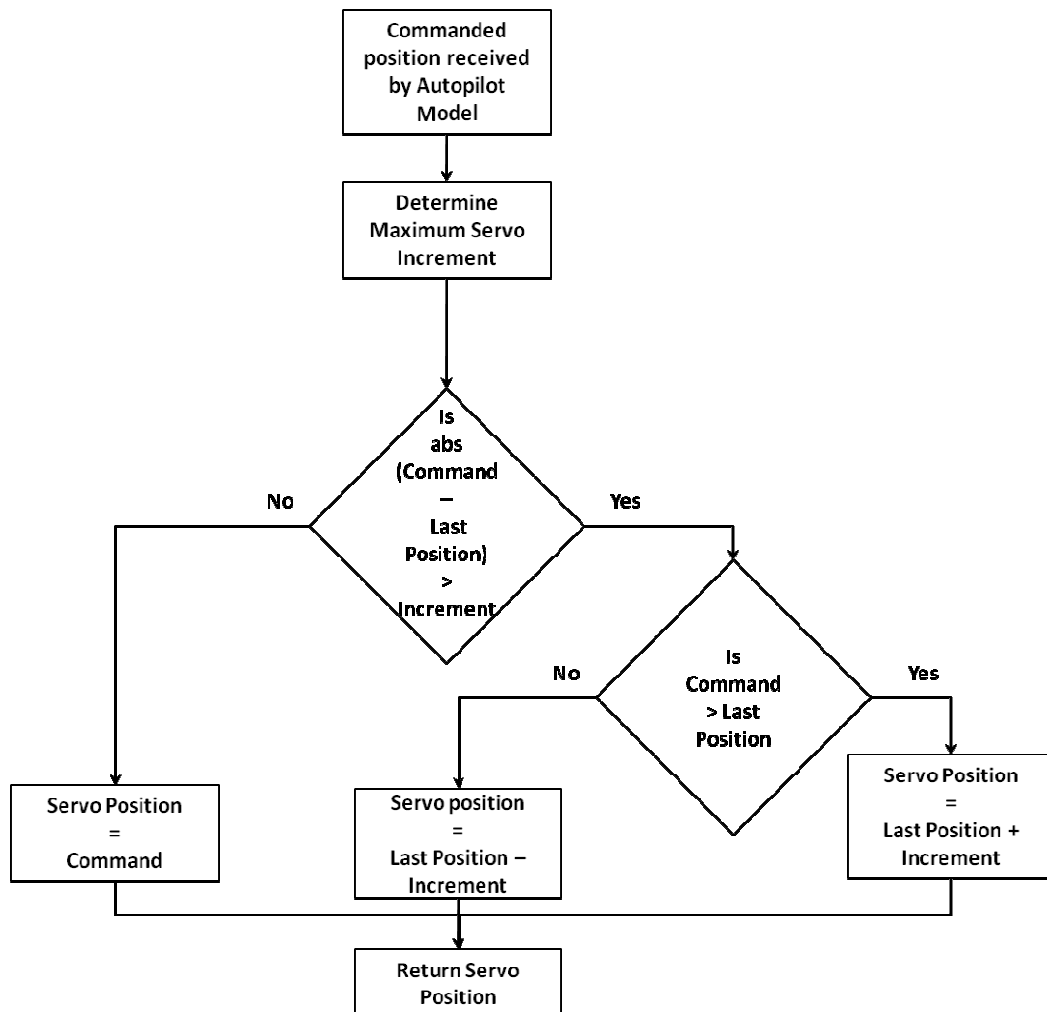 Commanded
position received
by Autopilot
Model
Determine
Maximum Servo
Increment
Is
abs
(Command
–
Last
Position)
>
Increment
No
Yes
Is
Command
> Last
Position
No
Yes
Servo Position
=
Command
Servo position
=
Last Position –
Increment
Servo Position
=
Last Position +
Increment
Return Servo
Position